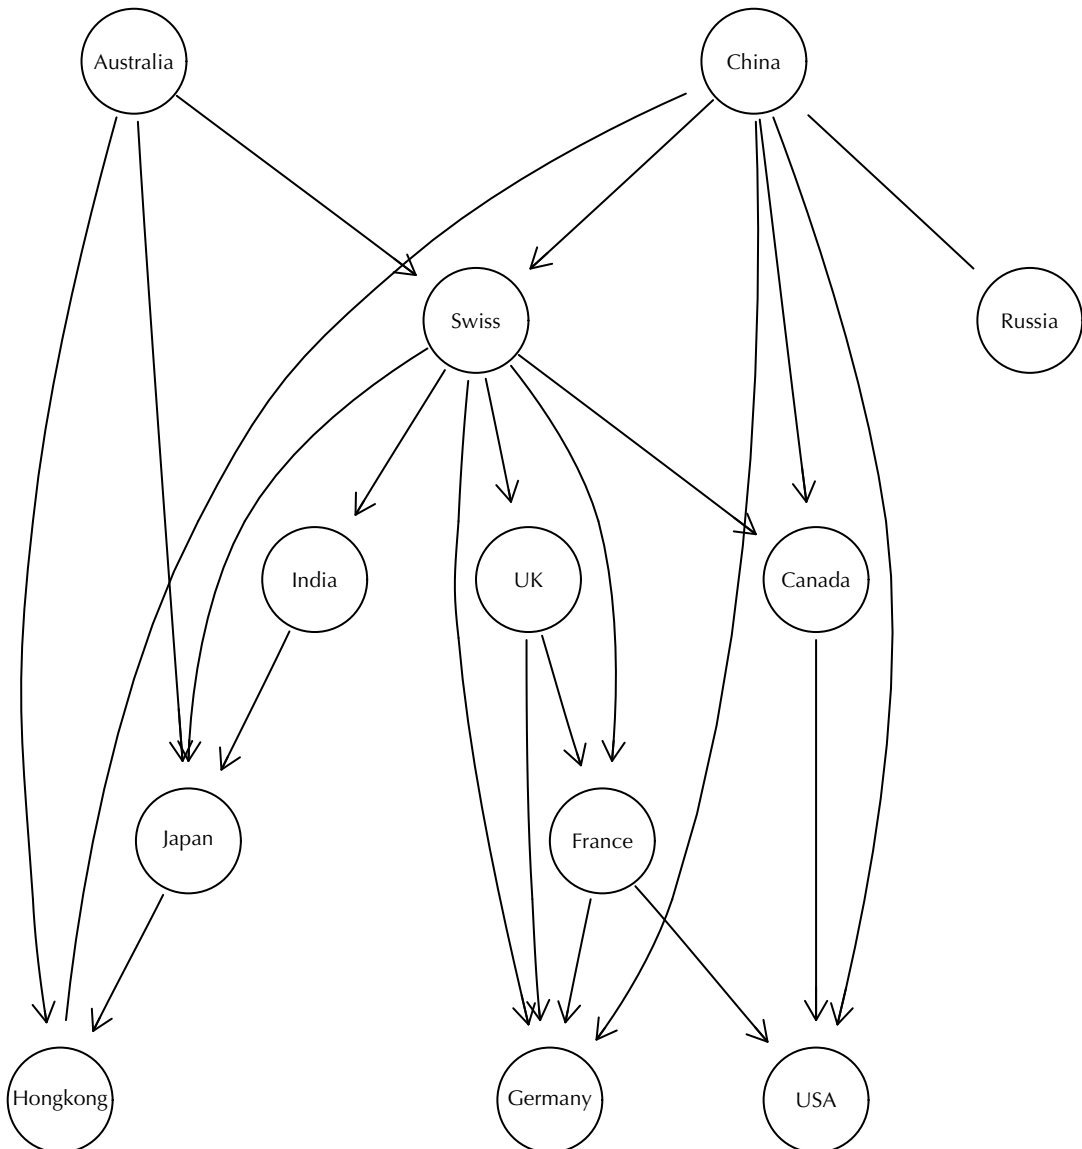 Australia
China
Swiss
Russia
India
UK
Canada
Japan
France
Hongkong
Germany
USA